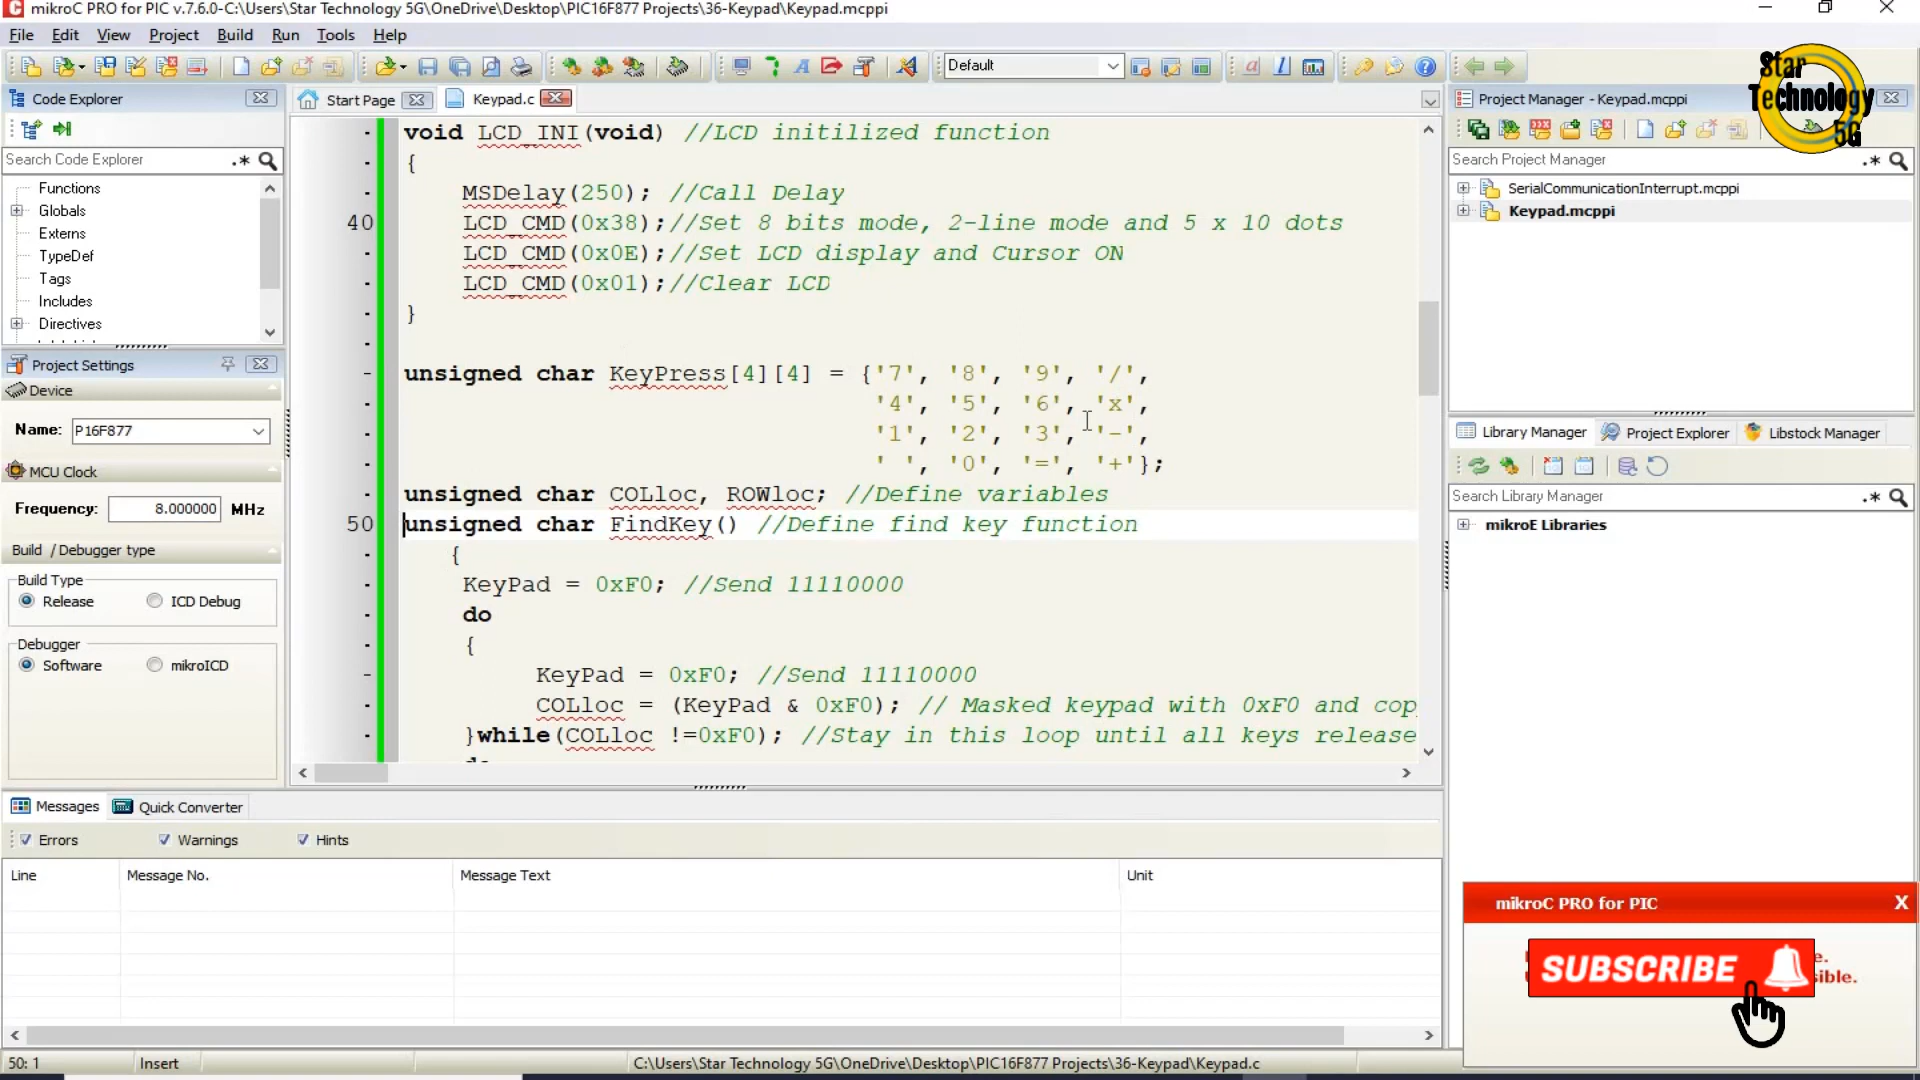 mikroC PRO for PIC v.7.6.0-C:\Users\Star Technology 5G\OneDrive\Desktop\PIC16F877 Projects\36-Keypad\Keypad.mcppi
File Edit View Project Build Run Tools Help
Default
Star Technology 5G
Code Explorer
Search Code Explorer .*
Functions
Globals
Externs
TypeDef
Tags
Includes
Directives
Project Settings
Device
Name: P16F877
MCU Clock
Frequency: 8.000000 MHz
Build / Debugger type
Build Type
Release ICD Debug
Debugger
Software mikroICD
Start Page Keypad.c
void LCD_INI(void) //LCD initilized function
{
MSDelay(250); //Call Delay
40 LCD_CMD(0x38);//Set 8 bits mode, 2-line mode and 5 x 10 dots
LCD_CMD(0x0E);//Set LCD display and Cursor ON
LCD_CMD(0x01);//Clear LCD
}
unsigned char KeyPress[4][4] = {'7', '8', '9', '/',
'4', '5', '6', 'x',
'1', '2', '3', '-',
' ', '0', '=', '+'};
unsigned char COLloc, ROWloc; //Define variables
50 unsigned char FindKey() //Define find key function
{
KeyPad = 0xF0; //Send 11110000
do
{
KeyPad = 0xF0; //Send 11110000
COLloc = (KeyPad & 0xF0); // Masked keypad with 0xF0 and cop
}while(COLloc !=0xF0); //Stay in this loop until all keys release
Project Manager - Keypad.mcppi
Search Project Manager .*
SerialCommunicationInterrupt.mcppi
Keypad.mcppi
Library Manager Project Explorer Libstock Manager
Search Library Manager .*
mikroE Libraries
Messages Quick Converter
Errors Warnings Hints
Line Message No. Message Text Unit
mikroC PRO for PIC X
SUBSCRIBE
50: 1 Insert C:\Users\Star Technology 5G\OneDrive\Desktop\PIC16F877 Projects\36-Keypad\Keypad.c